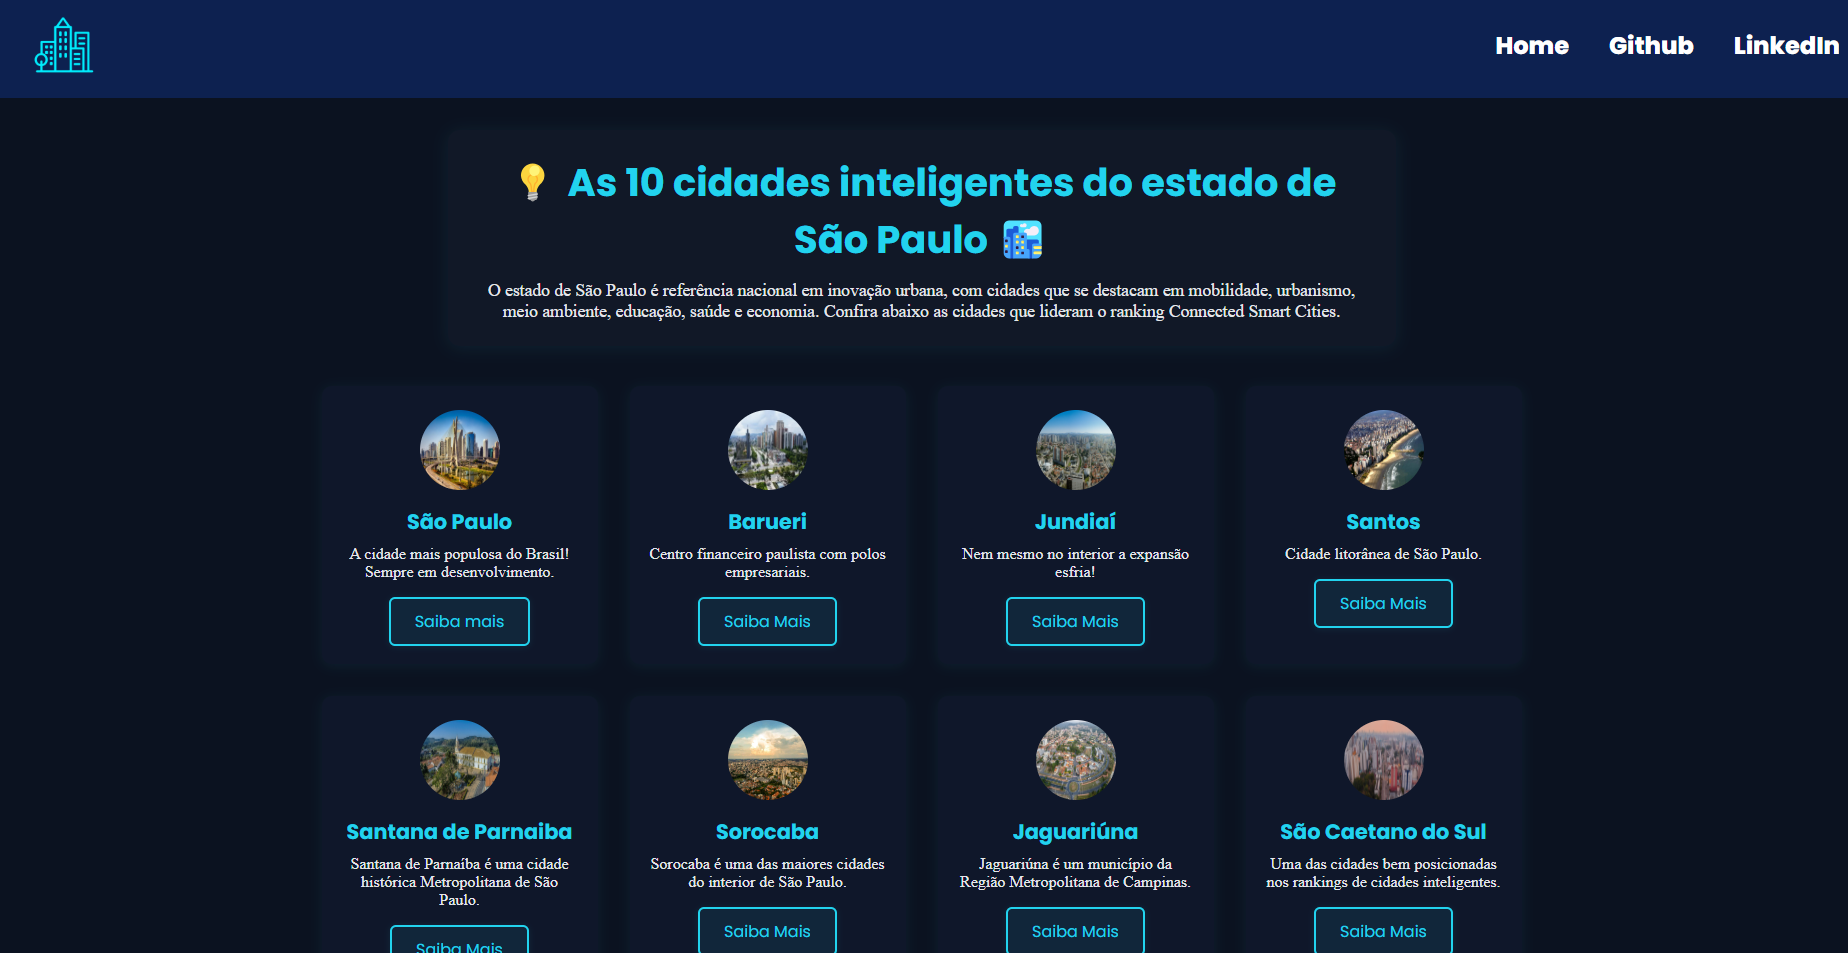 Home Github LinkedIn
As 10 cidades inteligentes do estado de
São Paulo
O estado de São Paulo é referência nacional em inovação urbana, com cidades que se destacam em mobilidade, urbanismo,
meio ambiente, educação, saúde e economia. Confira abaixo as cidades que lideram o ranking Connected Smart Cities.
São Paulo
A cidade mais populosa do Brasil!
Sempre em desenvolvimento.
Saiba mais
Barueri
Centro financeiro paulista com polos
empresariais.
Saiba Mais
Jundiaí
Nem mesmo no interior a expansão
esfria!
Saiba Mais
Santos
Cidade litorânea de São Paulo.
Saiba Mais
Santana de Parnaiba
Santana de Parnaíba é uma cidade
histórica Metropolitana de São
Paulo.
Saiba Mais
Sorocaba
Sorocaba é uma das maiores cidades
do interior de São Paulo.
Saiba Mais
Jaguariúna
Jaguariúna é um município da
Região Metropolitana de Campinas.
Saiba Mais
São Caetano do Sul
Uma das cidades bem posicionadas
nos rankings de cidades inteligentes.
Saiba Mais